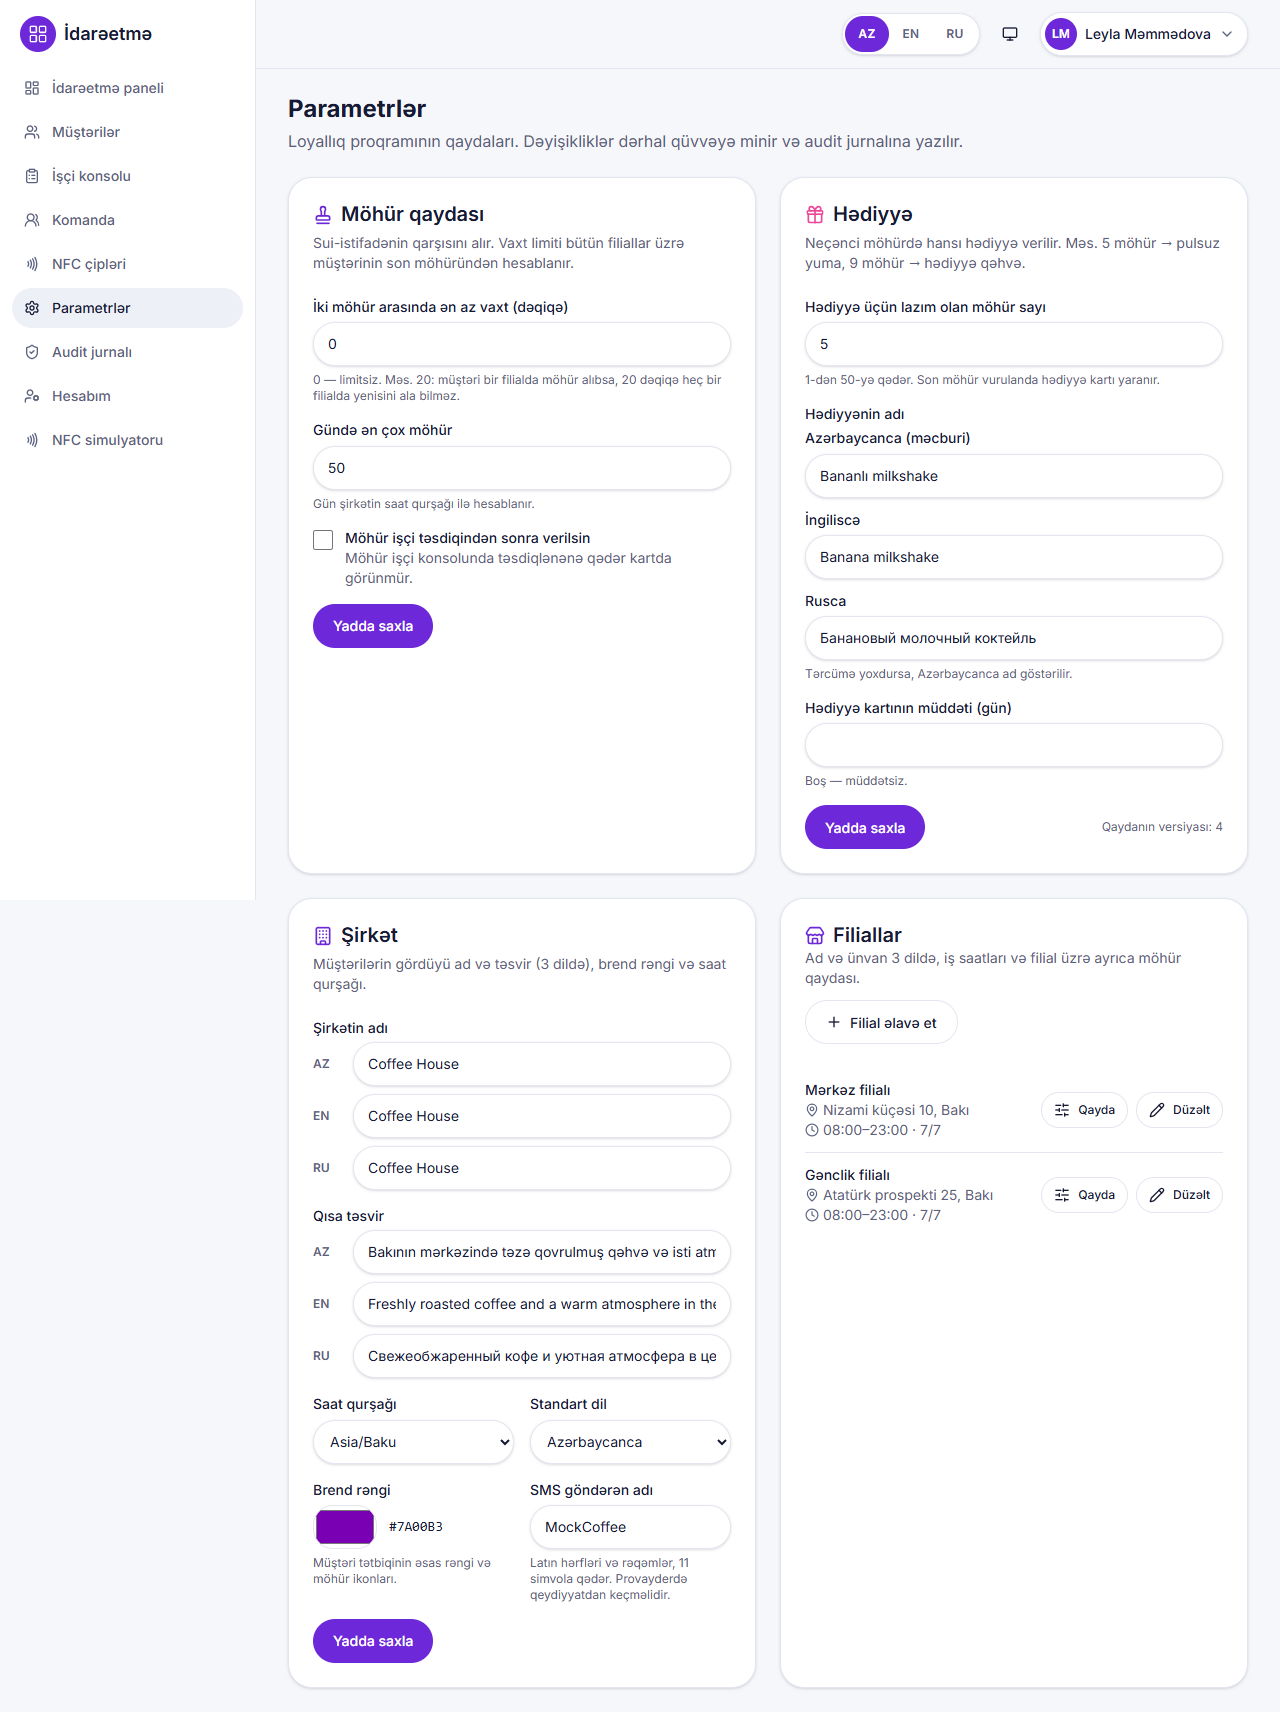 İdarəetmə
İdarəetmə paneli
Müştərilər
İşçi konsolu
Komanda
NFC çipləri
Parametrlər
Audit jurnalı
Hesabım
NFC simulyatoru
AZ EN RU
LM Leyla Məmmədova
Parametrlər
Loyallıq proqramının qaydaları. Dəyişikliklər dərhal qüvvəyə minir və audit jurnalına yazılır.
Möhür qaydası
Sui-istifadənin qarşısını alır. Vaxt limiti bütün filiallar üzrə
müştərinin son möhüründən hesablanır.
İki möhür arasında ən az vaxt (dəqiqə)
0
0 — limitsiz. Məs. 20: müştəri bir filialda möhür alıbsa, 20 dəqiqə heç bir
filialda yenisini ala bilməz.
Gündə ən çox möhür
50
Gün şirkətin saat qurşağı ilə hesablanır.
Möhür işçi təsdiqindən sonra verilsin
Möhür işçi konsolunda təsdiqlənənə qədər kartda
görünmür.
Yadda saxla
Hədiyyə
Neçənci möhürdə hansı hədiyyə verilir. Məs. 5 möhür → pulsuz
yuma, 9 möhür → hədiyyə qəhvə.
Hədiyyə üçün lazım olan möhür sayı
5
1-dən 50-yə qədər. Son möhür vurulanda hədiyyə kartı yaranır.
Hədiyyənin adı
Azərbaycanca (məcburi)
Bananlı milkshake
İngiliscə
Banana milkshake
Rusca
Банановый молочный коктейль
Tərcümə yoxdursa, Azərbaycanca ad göstərilir.
Hədiyyə kartının müddəti (gün)
Boş — müddətsiz.
Yadda saxla
Qaydanın versiyası: 4
Şirkət
Müştərilərin gördüyü ad və təsvir (3 dildə), brend rəngi və saat
qurşağı.
Şirkətin adı
AZ Coffee House
EN Coffee House
RU Coffee House
Qısa təsvir
AZ Bakının mərkəzində təzə qovrulmuş qəhvə və isti atm
EN Freshly roasted coffee and a warm atmosphere in the
RU Свежеобжаренный кофе и уютная атмосфера в це
Saat qurşağı
Asia/Baku
Standart dil
Azərbaycanca
Brend rəngi
#7A00B3
Müştəri tətbiqinin əsas rəngi və
möhür ikonları.
SMS göndərən adı
MockCoffee
Latın hərfləri və rəqəmlər, 11
simvola qədər. Provayderdə
qeydiyyatdan keçməlidir.
Yadda saxla
Filiallar
Ad və ünvan 3 dildə, iş saatları və filial üzrə ayrıca möhür
qaydası.
+ Filial əlavə et
Mərkəz filialı
Nizami küçəsi 10, Bakı
08:00–23:00 · 7/7
Qayda Düzəlt
Gənclik filialı
Atatürk prospekti 25, Bakı
08:00–23:00 · 7/7
Qayda Düzəlt